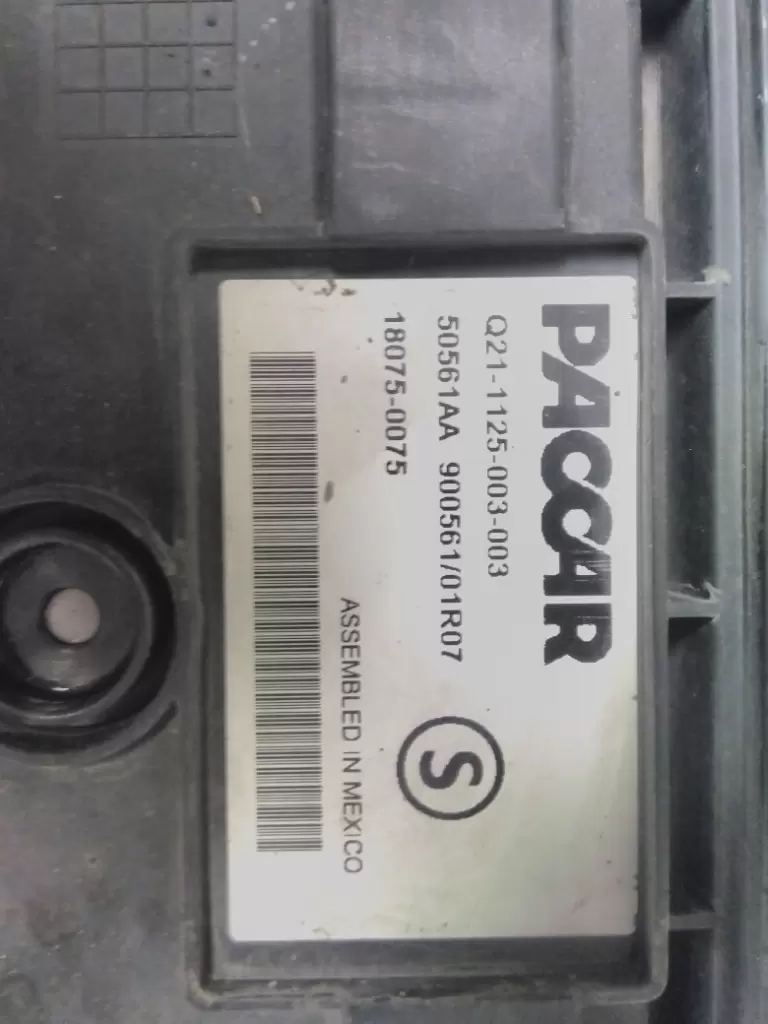 PACCAR
Q21-1125-003-003
50561AA 900561/01R07
18075-0075
S
ASSEMBLED IN MEXICO